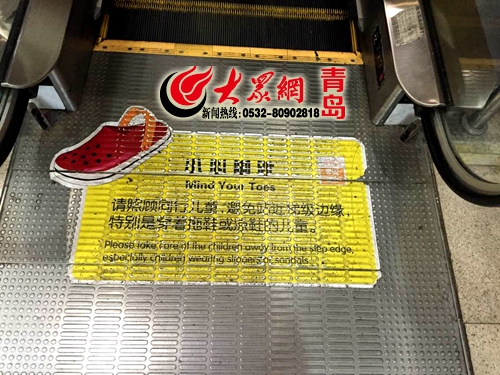 大眾網 青岛
新闻热线:0532-80902818
小心脚趾
Mind Your Toes
请照顾同行儿童，避免站近梯级边缘，
特别是穿着拖鞋或凉鞋的儿童。
Please take care of the children away from the step edge,
especially children wearing slippers or sandals.